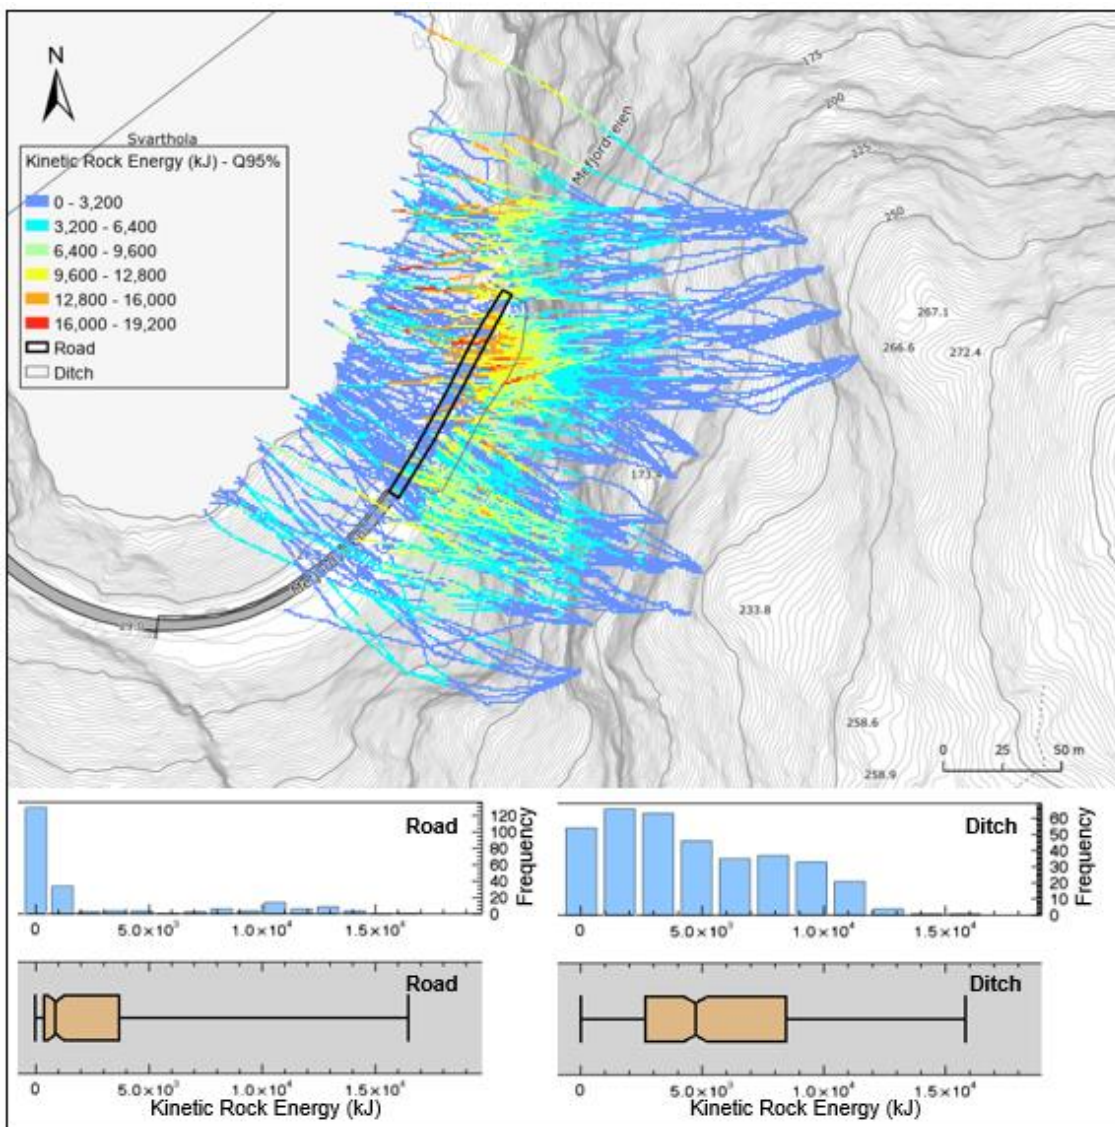 N
Svarthola
Kinetic Rock Energy (kJ) - Q95%
0 - 3,200
3,200 - 6,400
6,400 - 9,600
9,600 - 12,800
12,800 - 16,000
16,000 - 19,200
Road
Ditch
175
200
225
250
267.1
266.6
272.4
233.8
258.6
258.9
0 25 50 m
Road
120
100
80
60
40
20
0
Frequency
0 5.0×10³ 1.0×10⁴ 1.5×10⁴
Ditch
60
50
40
30
20
10
0
Frequency
0 5.0×10³ 1.0×10⁴ 1.5×10⁴
Road
0 5.0×10³ 1.0×10⁴ 1.5×10⁴
Kinetic Rock Energy (kJ)
Ditch
0 5.0×10³ 1.0×10⁴ 1.5×10⁴
Kinetic Rock Energy (kJ)